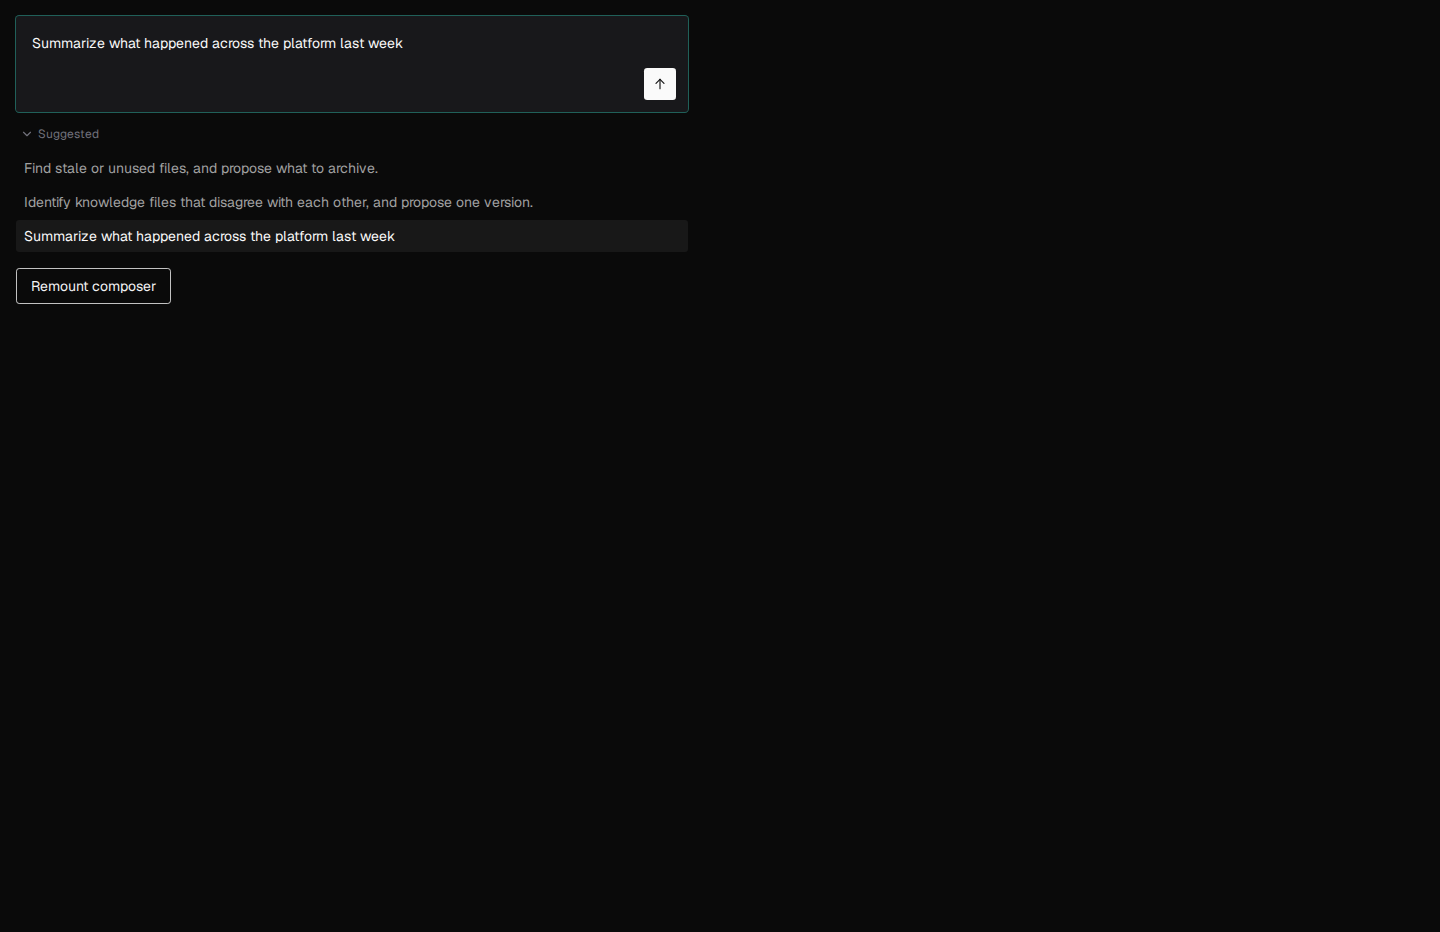 Summarize what happened across the platform last week
Suggested
Find stale or unused files, and propose what to archive.
Identify knowledge files that disagree with each other, and propose one version.
Summarize what happened across the platform last week
Remount composer